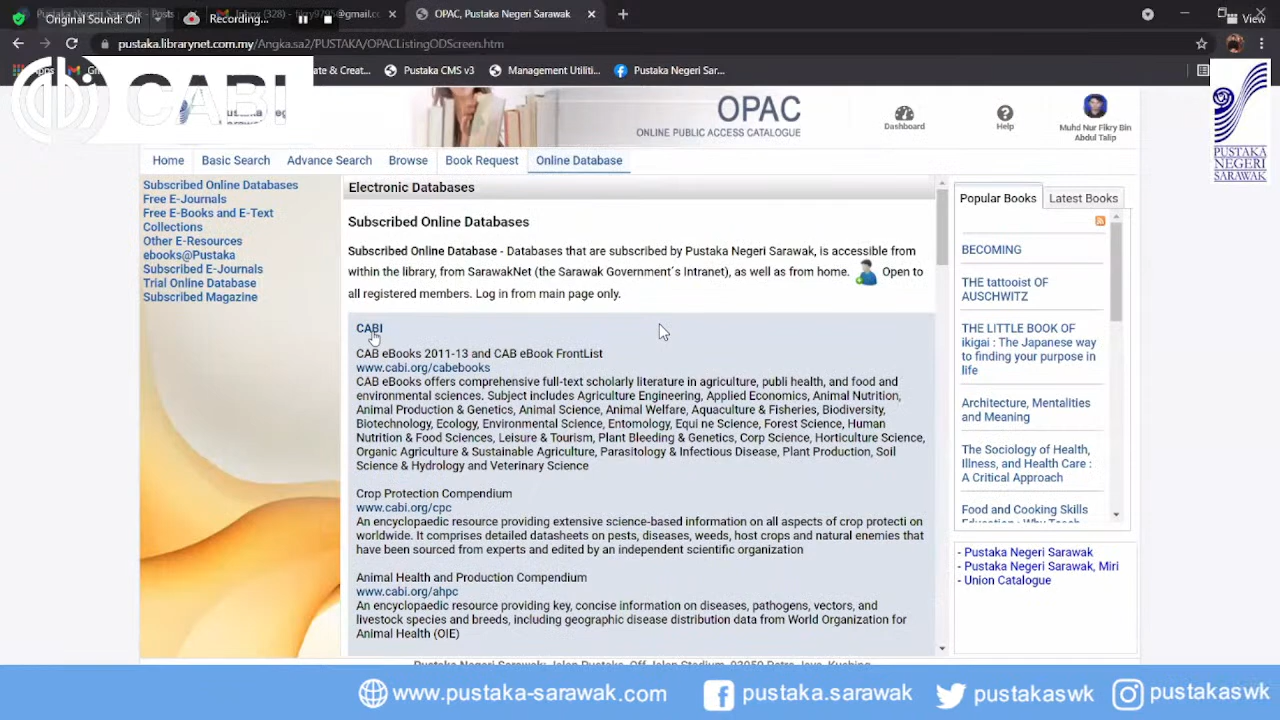 Original Sound: On
Recording...
Inbox (328) - fikry9795@gmail.co
OPAC, Pustaka Negeri Sarawak
View
pustaka.librarynet.com.my/Angka.sa2/PUSTAKA/OPACListingODScreen.htm
ate & Creat...
Pustaka CMS v3
Management Utiliti...
Pustaka Negeri Sar...
CABI
OPAC
ONLINE PUBLIC ACCESS CATALOGUE
Dashboard
Help
Muhd Nur Fikry Bin
Abdul Talip
PUSTAKA
NEGERI
SARAWAK
Home
Basic Search
Advance Search
Browse
Book Request
Online Database
Subscribed Online Databases
Free E-Journals
Free E-Books and E-Text
Collections
Other E-Resources
ebooks@Pustaka
Subscribed E-Journals
Trial Online Database
Subscribed Magazine
Electronic Databases
Subscribed Online Databases
Subscribed Online Database - Databases that are subscribed by Pustaka Negeri Sarawak, is accessible from
within the library, from SarawakNet (the Sarawak Government´s Intranet), as well as from home. Open to
all registered members. Log in from main page only.
CABI
CAB eBooks 2011-13 and CAB eBook FrontList
www.cabi.org/cabebooks
CAB eBooks offers comprehensive full-text scholarly literature in agriculture, publi health, and food and
environmental sciences. Subject includes Agriculture Engineering, Applied Economics, Animal Nutrition,
Animal Production & Genetics, Animal Science, Animal Welfare, Aquaculture & Fisheries, Biodiversity,
Biotechnology, Ecology, Environmental Science, Entomology, Equi ne Science, Forest Science, Human
Nutrition & Food Sciences, Leisure & Tourism, Plant Bleeding & Genetics, Corp Science, Horticulture Science,
Organic Agriculture & Sustainable Agriculture, Parasitology & Infectious Disease, Plant Production, Soil
Science & Hydrology and Veterinary Science
Crop Protection Compendium
www.cabi.org/cpc
An encyclopaedic resource providing extensive science-based information on all aspects of crop protecti on
worldwide. It comprises detailed datasheets on pests, diseases, weeds, host crops and natural enemies that
have been sourced from experts and edited by an independent scientific organization
Animal Health and Production Compendium
www.cabi.org/ahpc
An encyclopaedic resource providing key, concise information on diseases, pathogens, vectors, and
livestock species and breeds, including geographic disease distribution data from World Organization for
Animal Health (OIE)
Popular Books
Latest Books
BECOMING
THE tattooist OF
AUSCHWITZ
THE LITTLE BOOK OF
ikigai : The Japanese way
to finding your purpose in
life
Architecture, Mentalities
and Meaning
The Sociology of Health,
Illness, and Health Care :
A Critical Approach
Food and Cooking Skills
Education : Why Teach
- Pustaka Negeri Sarawak
- Pustaka Negeri Sarawak, Miri
- Union Catalogue
www.pustaka-sarawak.com
pustaka.sarawak
pustakaswk
pustakaswk